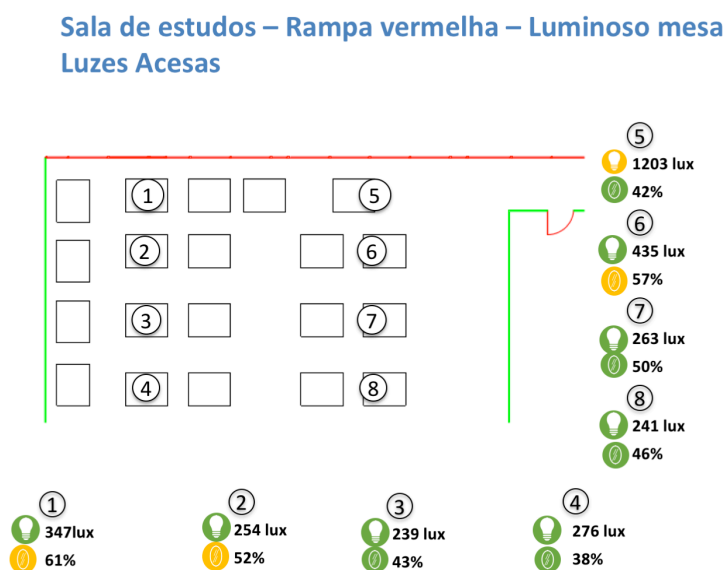 Sala de estudos – Rampa vermelha – Luminoso mesa
Luzes Acesas
5
1203 lux
42%
1
5
6
435 lux
57%
2
6
7
263 lux
50%
3
7
8
241 lux
46%
4
8
1
347lux
61%
2
254 lux
52%
3
239 lux
43%
4
276 lux
38%